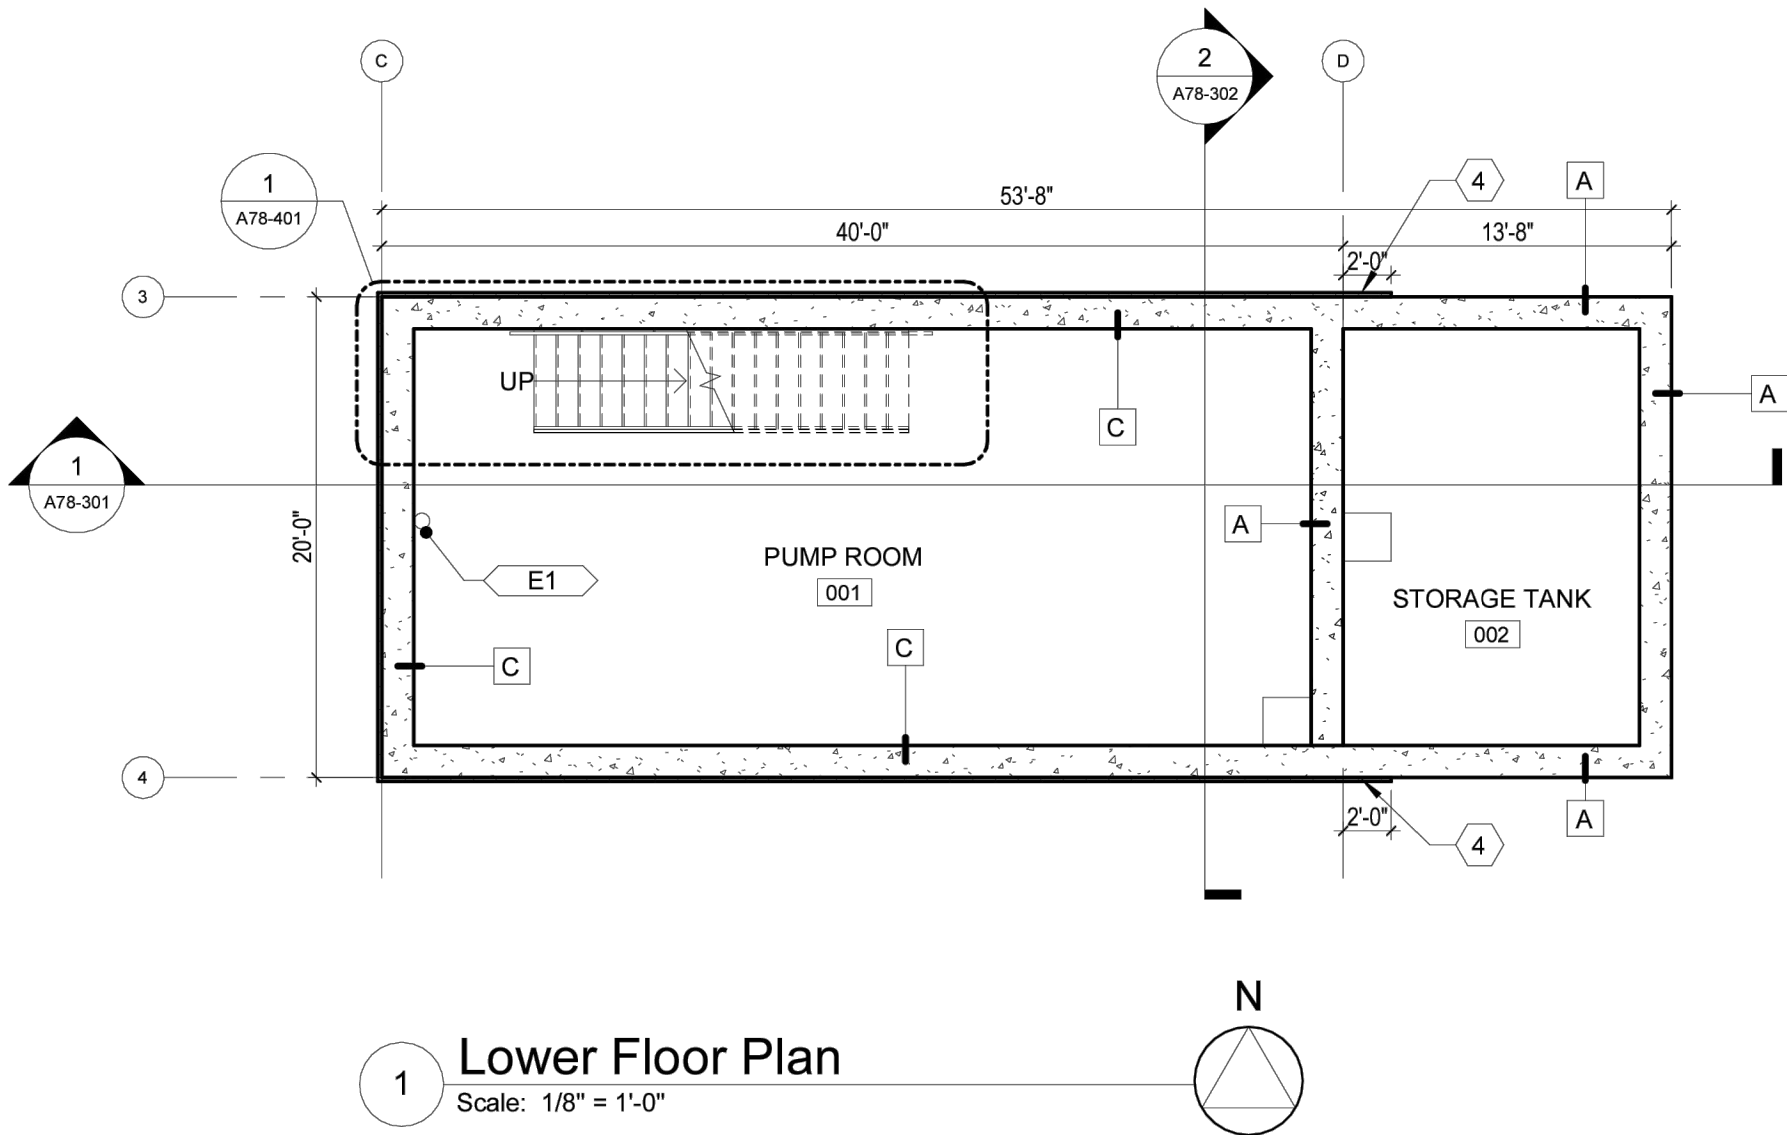 C
2
A78-302
D
1
A78-401
4
A
53'-8"
40'-0"
13'-8"
2'-0"
3
UP
C
A
1
A78-301
20'-0"
A
E1
PUMP ROOM
001
STORAGE TANK
002
C
C
4
2'-0"
A
4
N
1
Lower Floor Plan
Scale: 1/8" = 1'-0"